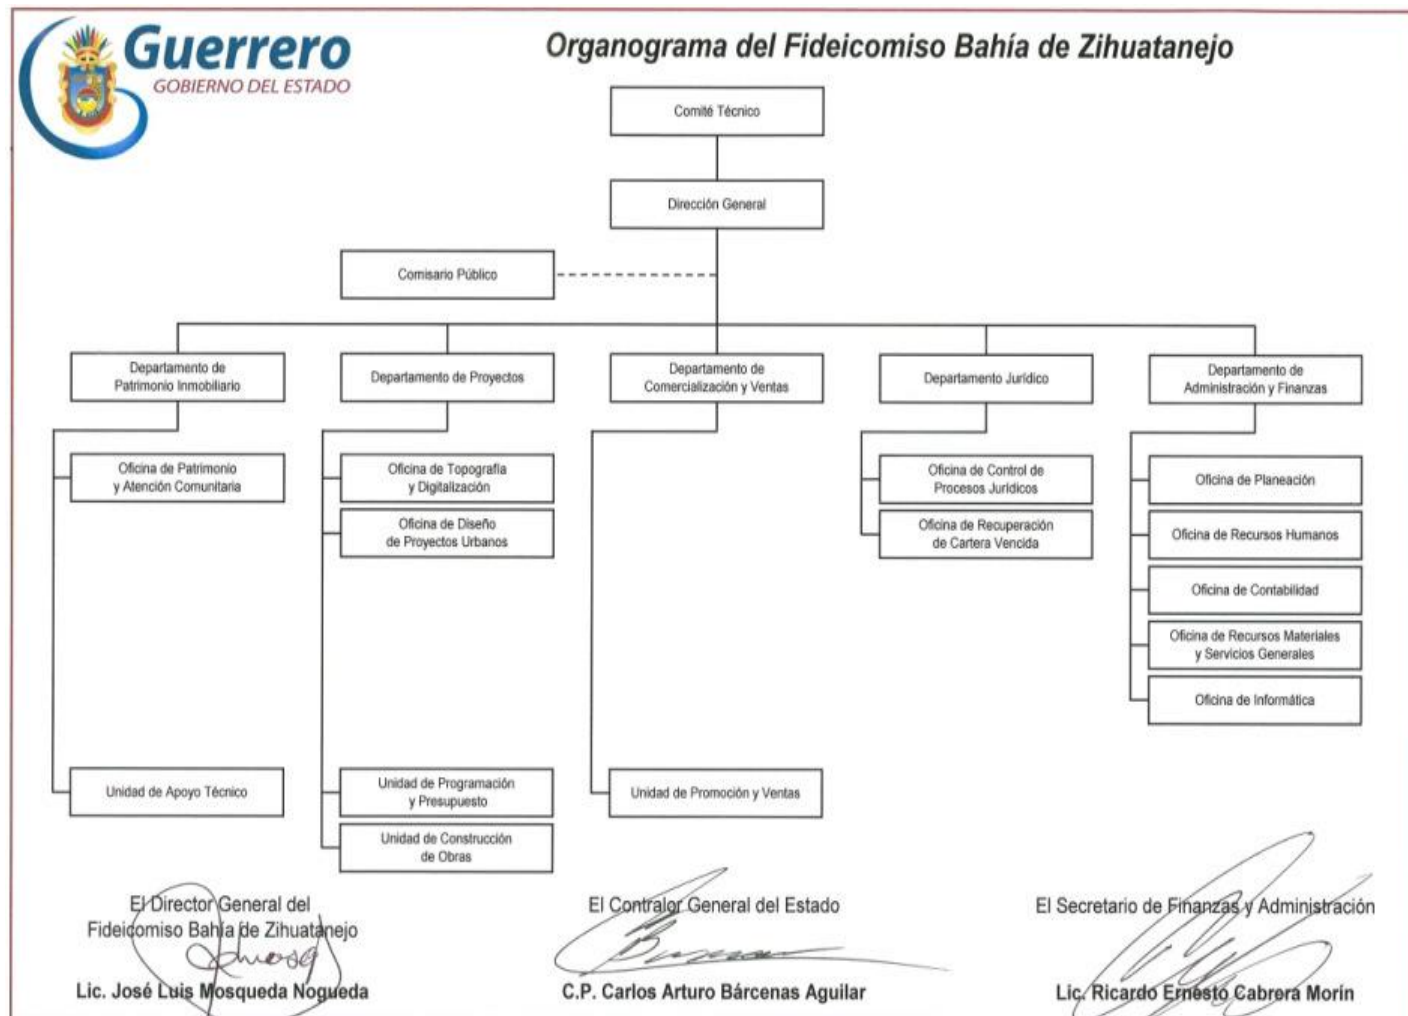 Guerrero
GOBIERNO DEL ESTADO
Organograma del Fideicomiso Bahía de Zihuatanejo
Comité Técnico
Dirección General
Comisario Público
Departamento de
Patrimonio Inmobiliario
Departamento de Proyectos
Departamento de
Comercialización y Ventas
Departamento Jurídico
Departamento de
Administración y Finanzas
Oficina de Patrimonio
y Atención Comunitaria
Oficina de Topografía
y Digitalización
Oficina de Diseño
de Proyectos Urbanos
Oficina de Control de
Procesos Jurídicos
Oficina de Recuperación
de Cartera Vencida
Oficina de Planeación
Oficina de Recursos Humanos
Oficina de Contabilidad
Oficina de Recursos Materiales
y Servicios Generales
Oficina de Informática
Unidad de Apoyo Técnico
Unidad de Programación
y Presupuesto
Unidad de Construcción
de Obras
Unidad de Promoción y Ventas
El Director General del
Fideicomiso Bahía de Zihuatanejo
Lic. José Luis Mosqueda Nogueda
El Contralor General del Estado
C.P. Carlos Arturo Bárcenas Aguilar
El Secretario de Finanzas y Administración
Lic. Ricardo Ernesto Cabrera Morín